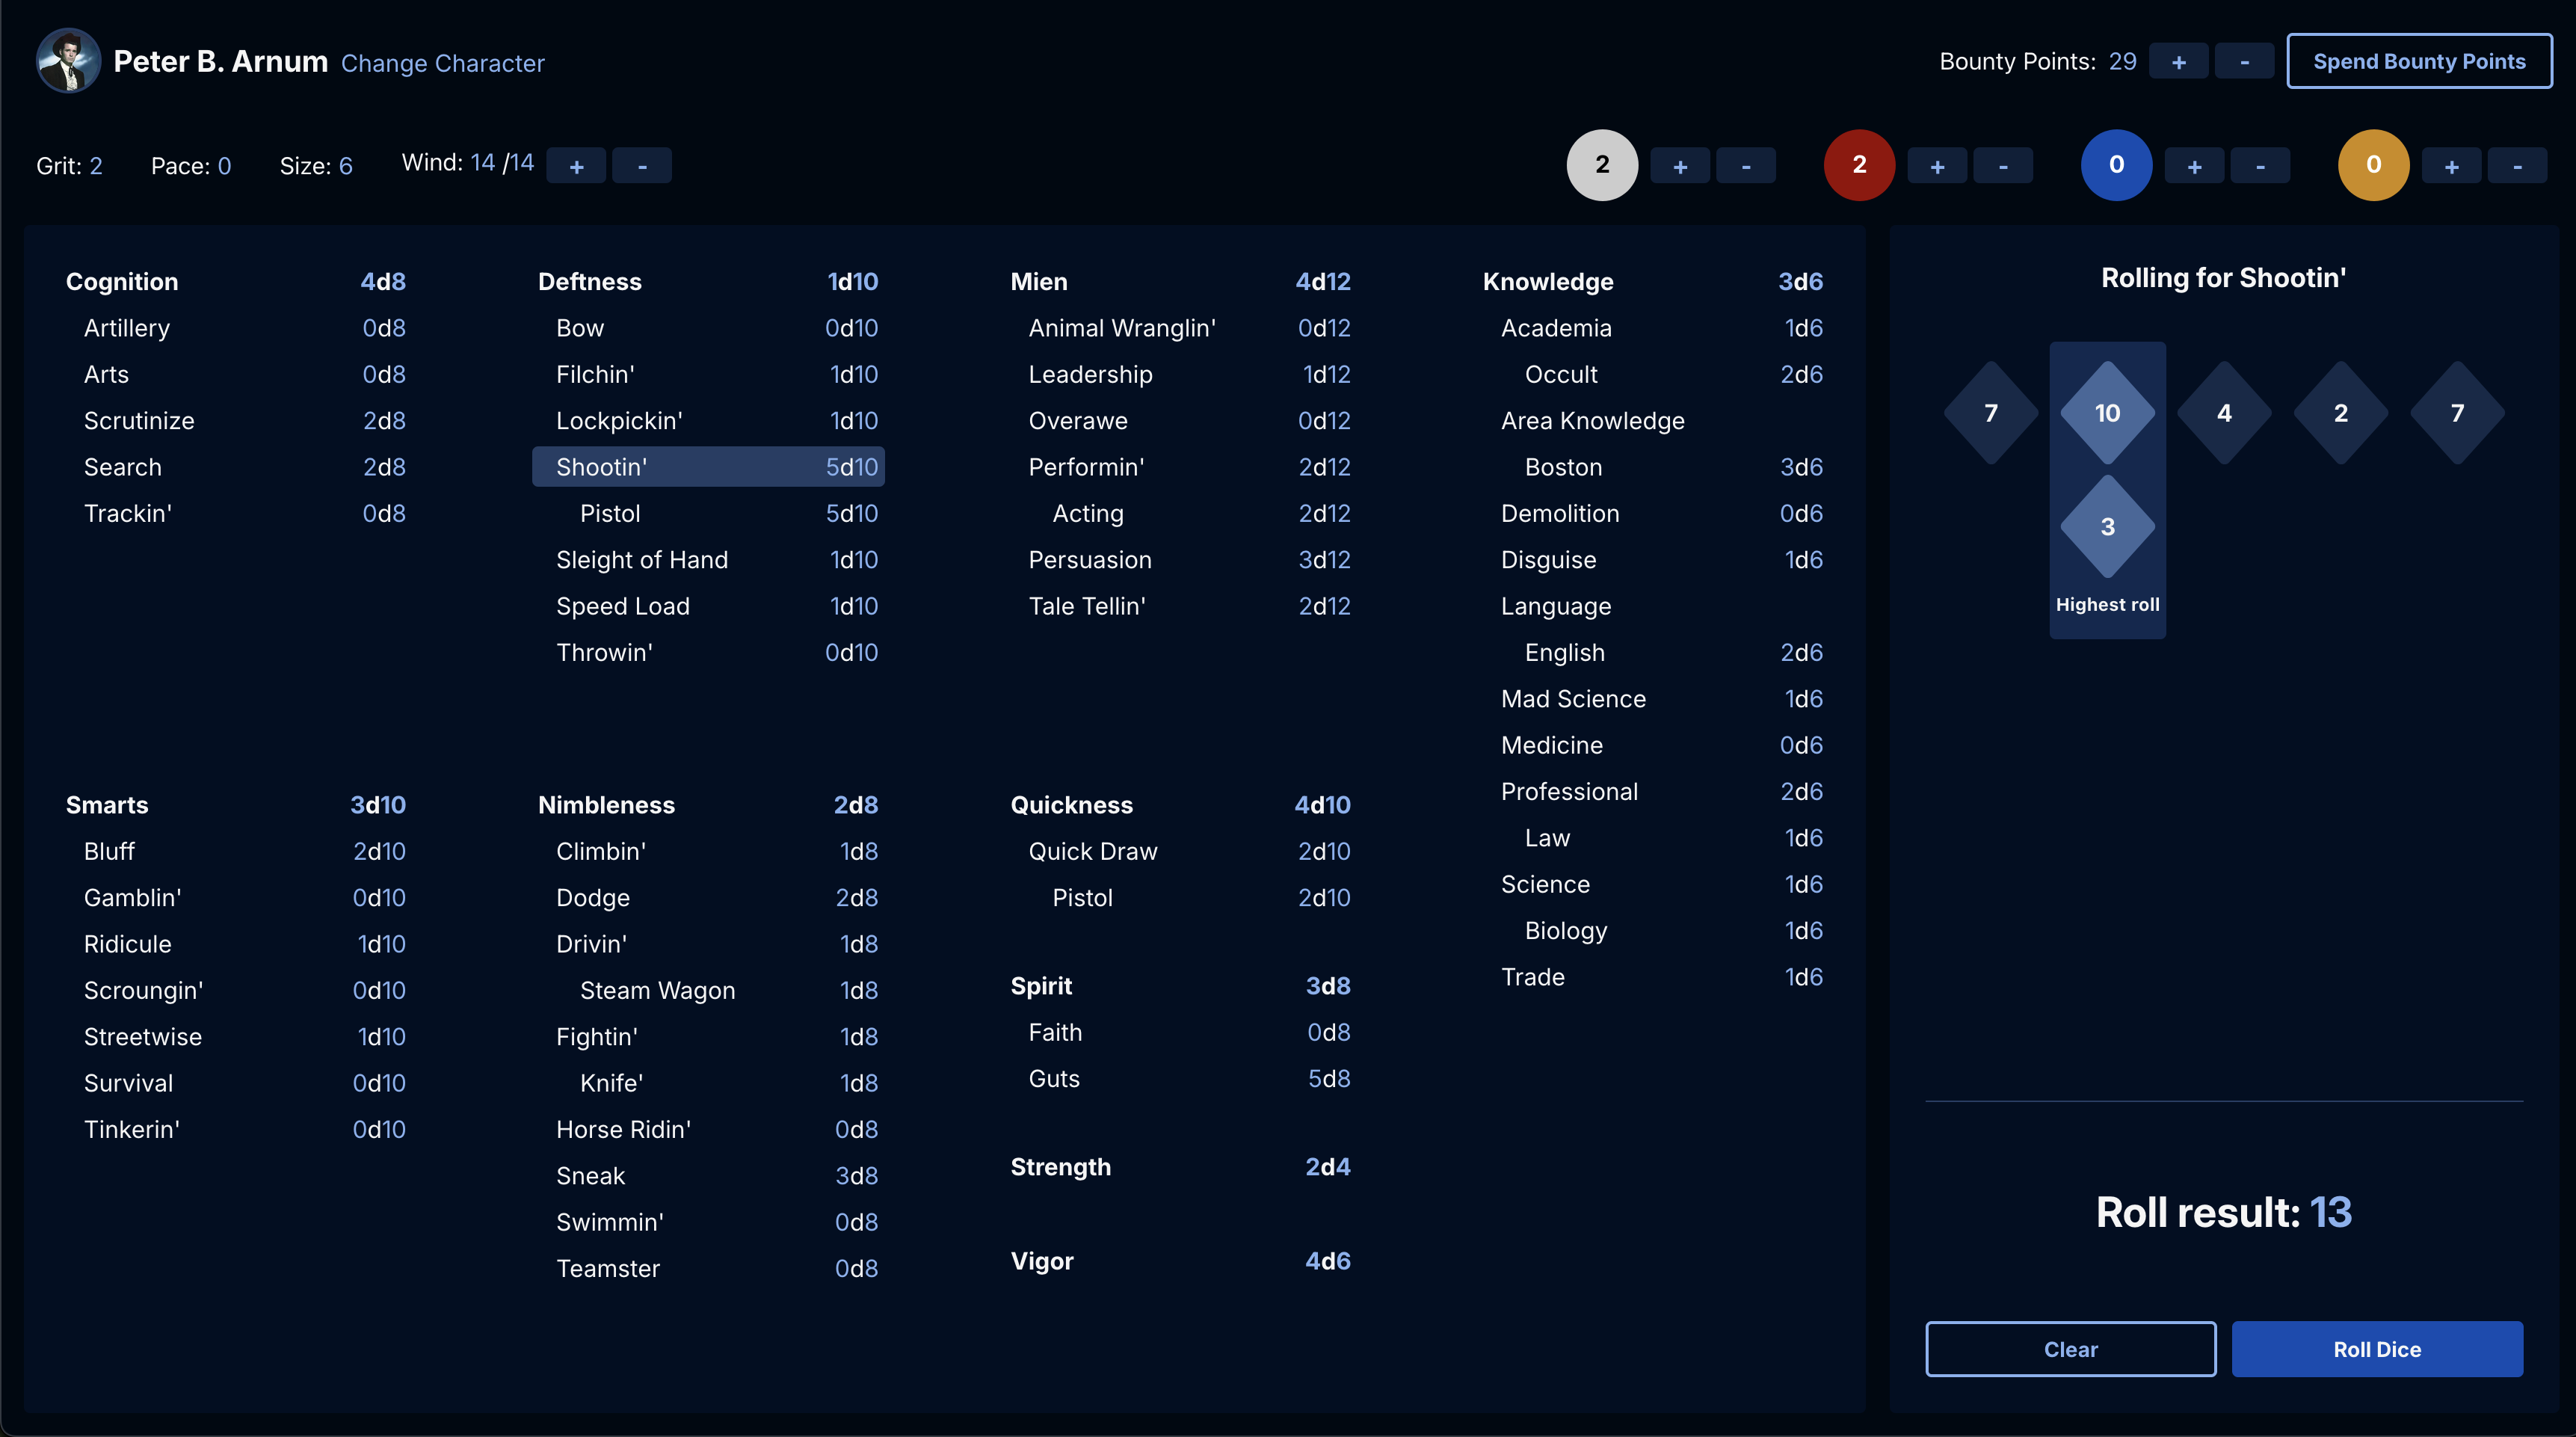 Peter B. Arnum Change Character
Bounty Points: 29 + - Spend Bounty Points
Grit: 2 Pace: 0 Size: 6 Wind: 14 /14 + -
2 + - 2 + - 0 + - 0 + -
Cognition 4d8
Artillery 0d8
Arts 0d8
Scrutinize 2d8
Search 2d8
Trackin' 0d8
Deftness 1d10
Bow 0d10
Filchin' 1d10
Lockpickin' 1d10
Shootin' 5d10
Pistol 5d10
Sleight of Hand 1d10
Speed Load 1d10
Throwin' 0d10
Mien 4d12
Animal Wranglin' 0d12
Leadership 1d12
Overawe 0d12
Performin' 2d12
Acting 2d12
Persuasion 3d12
Tale Tellin' 2d12
Knowledge 3d6
Academia 1d6
Occult 2d6
Area Knowledge
Boston 3d6
Demolition 0d6
Disguise 1d6
Language
English 2d6
Mad Science 1d6
Medicine 0d6
Professional 2d6
Law 1d6
Science 1d6
Biology 1d6
Trade 1d6
Smarts 3d10
Bluff 2d10
Gamblin' 0d10
Ridicule 1d10
Scroungin' 0d10
Streetwise 1d10
Survival 0d10
Tinkerin' 0d10
Nimbleness 2d8
Climbin' 1d8
Dodge 2d8
Drivin' 1d8
Steam Wagon 1d8
Fightin' 1d8
Knife' 1d8
Horse Ridin' 0d8
Sneak 3d8
Swimmin' 0d8
Teamster 0d8
Quickness 4d10
Quick Draw 2d10
Pistol 2d10
Spirit 3d8
Faith 0d8
Guts 5d8
Strength 2d4
Vigor 4d6
Rolling for Shootin'
7 10 4 2 7
3
Highest roll
Roll result: 13
Clear Roll Dice